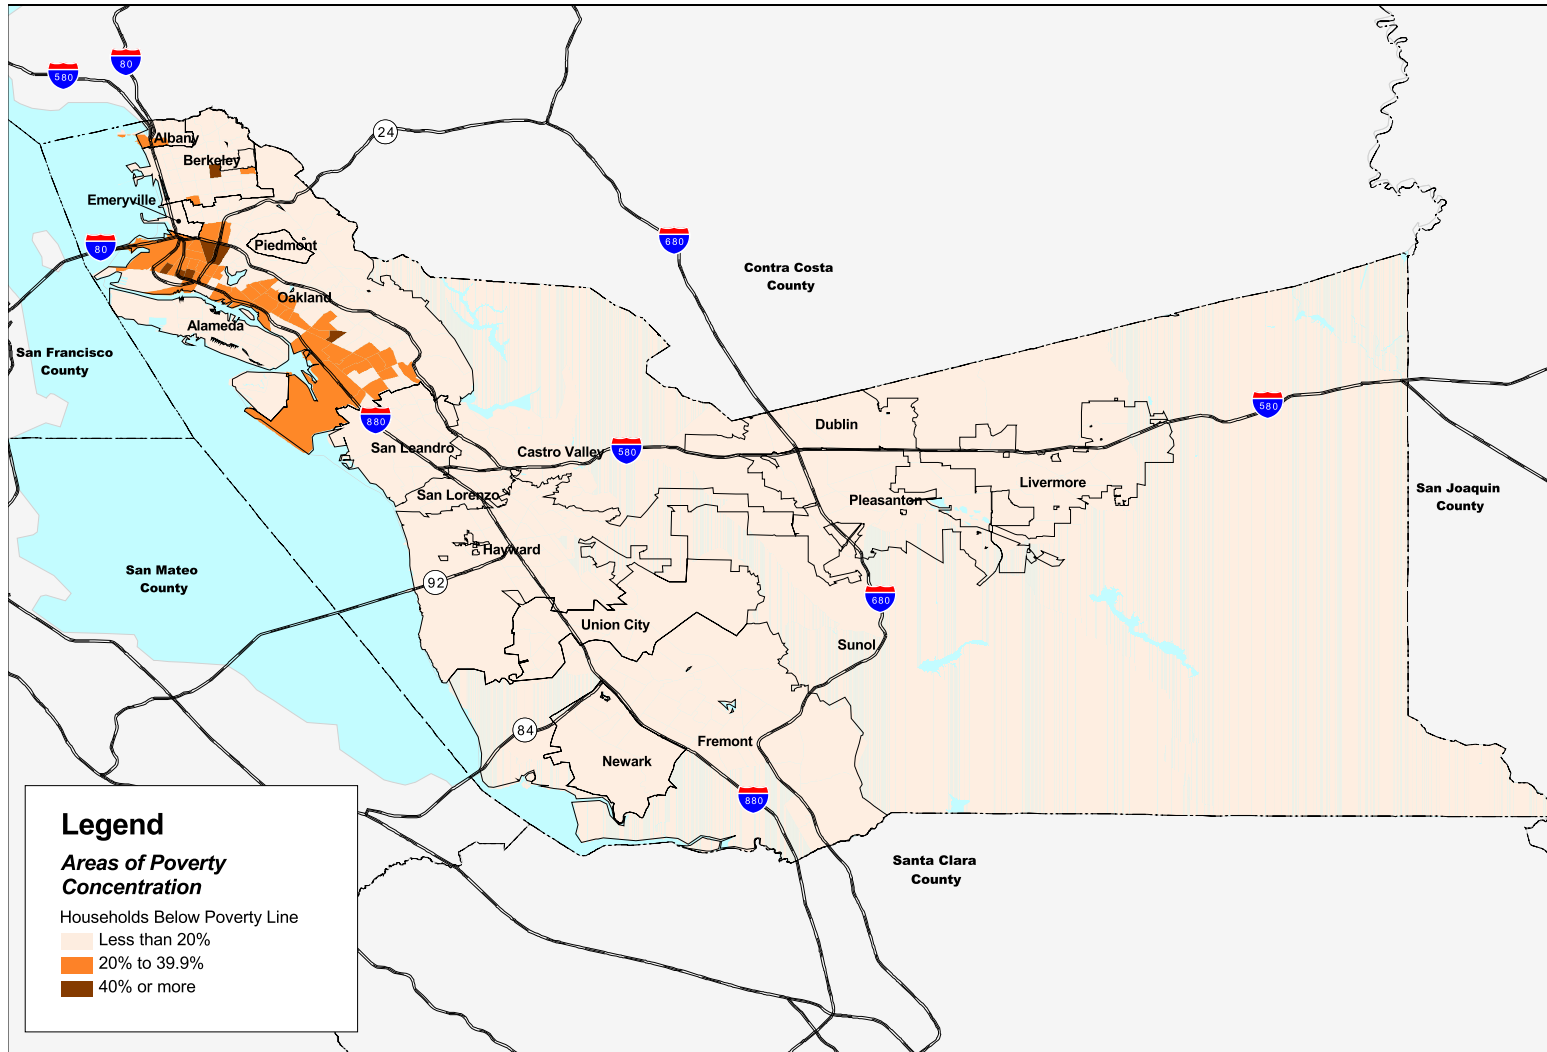 80
580
24
Albany
Berkeley
Emeryville
80
Piedmont
680
Contra Costa
County
Oakland
Alameda
San Francisco
County
580
880
Dublin
San Leandro
Castro Valley
580
Livermore
San Lorenzo
Pleasanton
San Joaquin
County
Hayward
San Mateo
County
92
680
Union City
Sunol
84
Fremont
Newark
880
Santa Clara
County
Legend
Areas of Poverty
Concentration
Households Below Poverty Line
Less than 20%
20% to 39.9%
40% or more